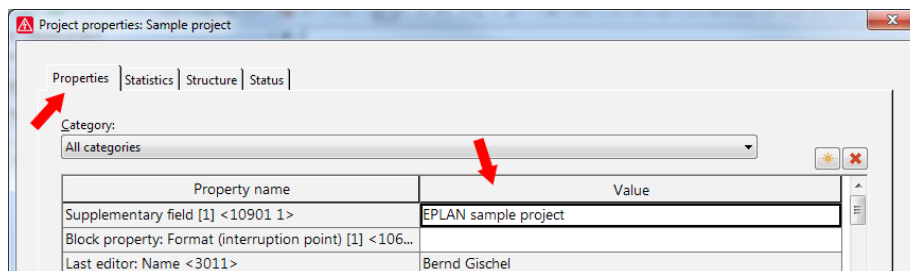 Project properties: Sample project
Properties Statistics Structure Status
Category:
All categories
Property name Value
Supplementary field [1] <10901 1> EPLAN sample project
Block property: Format (interruption point) [1] <106...
Last editor: Name <3011> Bernd Gischel